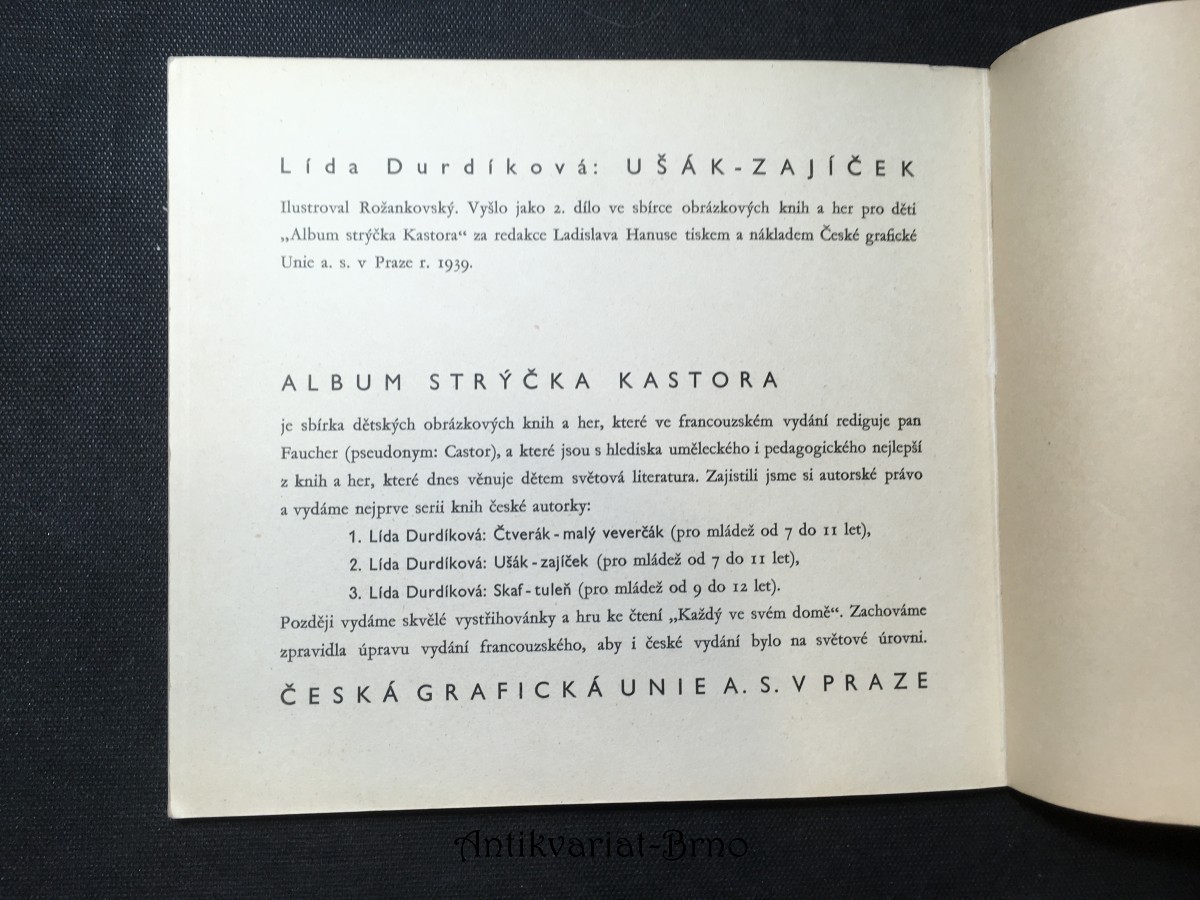 Lída Durdíková: UŠÁK-ZAJÍČEK
Ilustroval Rožankovský. Vyšlo jako 2. dílo ve sbírce obrázkových knih a her pro děti
„Album strýčka Kastora“ za redakce Ladislava Hanuse tiskem a nákladem České grafické
Unie a. s. v Praze r. 1939.
ALBUM STRÝČKA KASTORA
je sbírka dětských obrázkových knih a her, které ve francouzském vydání rediguje pan
Faucher (pseudonym: Castor), a které jsou s hlediska uměleckého i pedagogického nejlepší
z knih a her, které dnes věnuje dětem světová literatura. Zajistili jsme si autorské právo
a vydáme nejprve serii knih české autorky:
1. Lída Durdíková: Čtverák - malý veverčák (pro mládež od 7 do 11 let),
2. Lída Durdíková: Ušák - zajíček (pro mládež od 7 do 11 let),
3. Lída Durdíková: Skaf - tuleň (pro mládež od 9 do 12 let).
Později vydáme skvělé vystřihovánky a hru ke čtení „Každý ve svém domě“. Zachováme
zpravidla úpravu vydání francouzského, aby i české vydání bylo na světové úrovni.
ČESKÁ GRAFICKÁ UNIE A. S. V PRAZE
Antikvariat-Brno